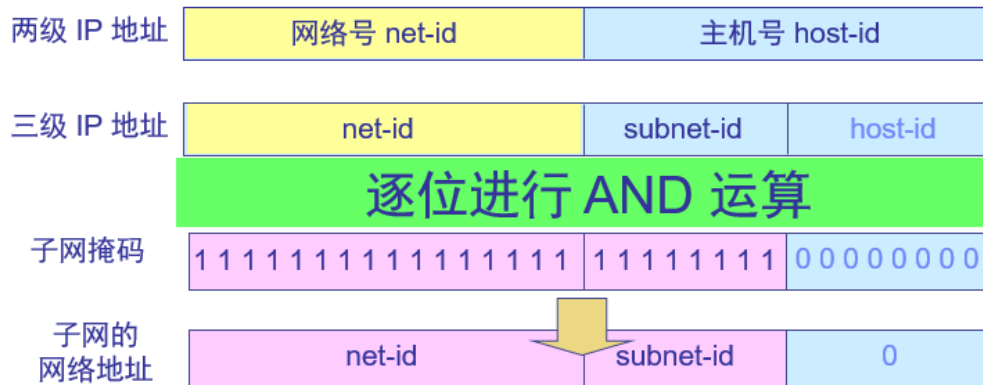 两级 IP 地址 网络号 net-id 主机号 host-id
三级 IP 地址 net-id subnet-id host-id
逐位进行 AND 运算
子网掩码 1 1 1 1 1 1 1 1 1 1 1 1 1 1 1 1 1 1 1 1 1 1 1 1 0 0 0 0 0 0 0 0
子网的
网络地址 net-id subnet-id 0